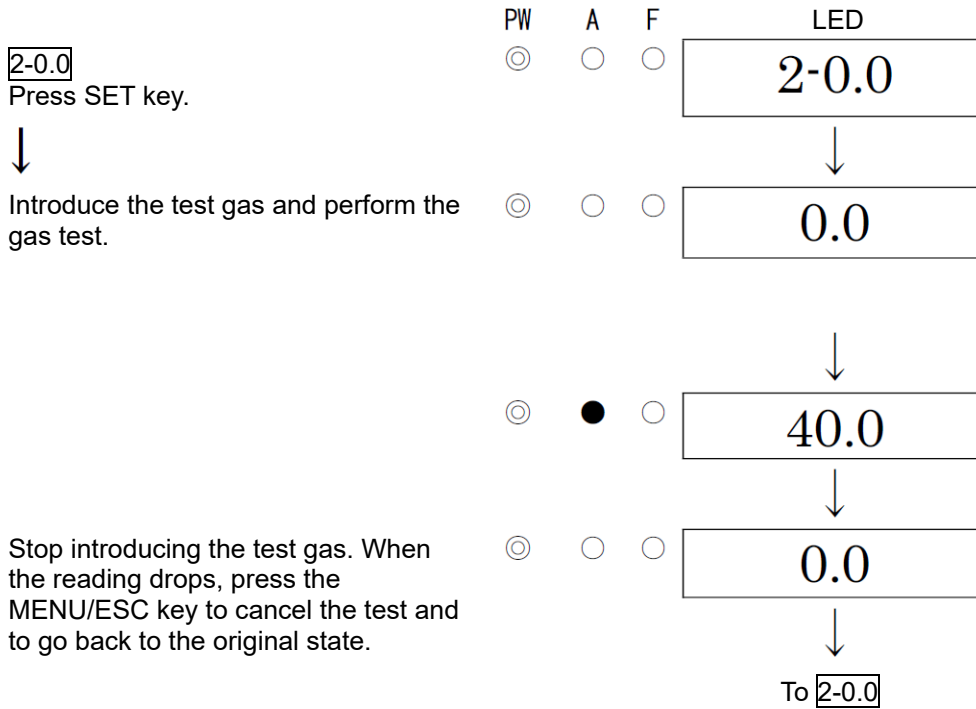 PW A F LED
2-0.0
Press SET key.
2-0.0
↓
↓
Introduce the test gas and perform the
gas test.
0.0
↓
40.0
↓
Stop introducing the test gas. When
the reading drops, press the
MENU/ESC key to cancel the test and
to go back to the original state.
0.0
↓
To 2-0.0